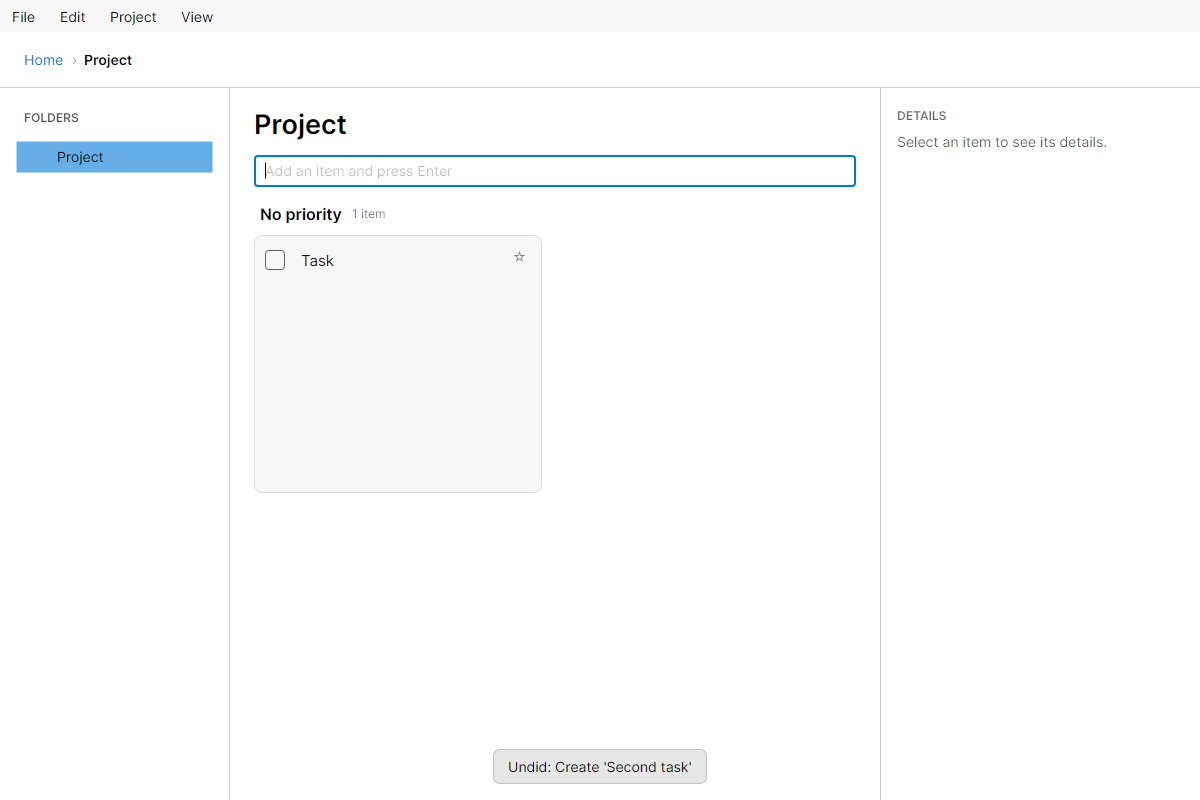 File Edit Project View
Home › Project
FOLDERS
Project
Project
Add an item and press Enter
No priority 1 item
Task ☆
DETAILS
Select an item to see its details.
Undid: Create 'Second task'